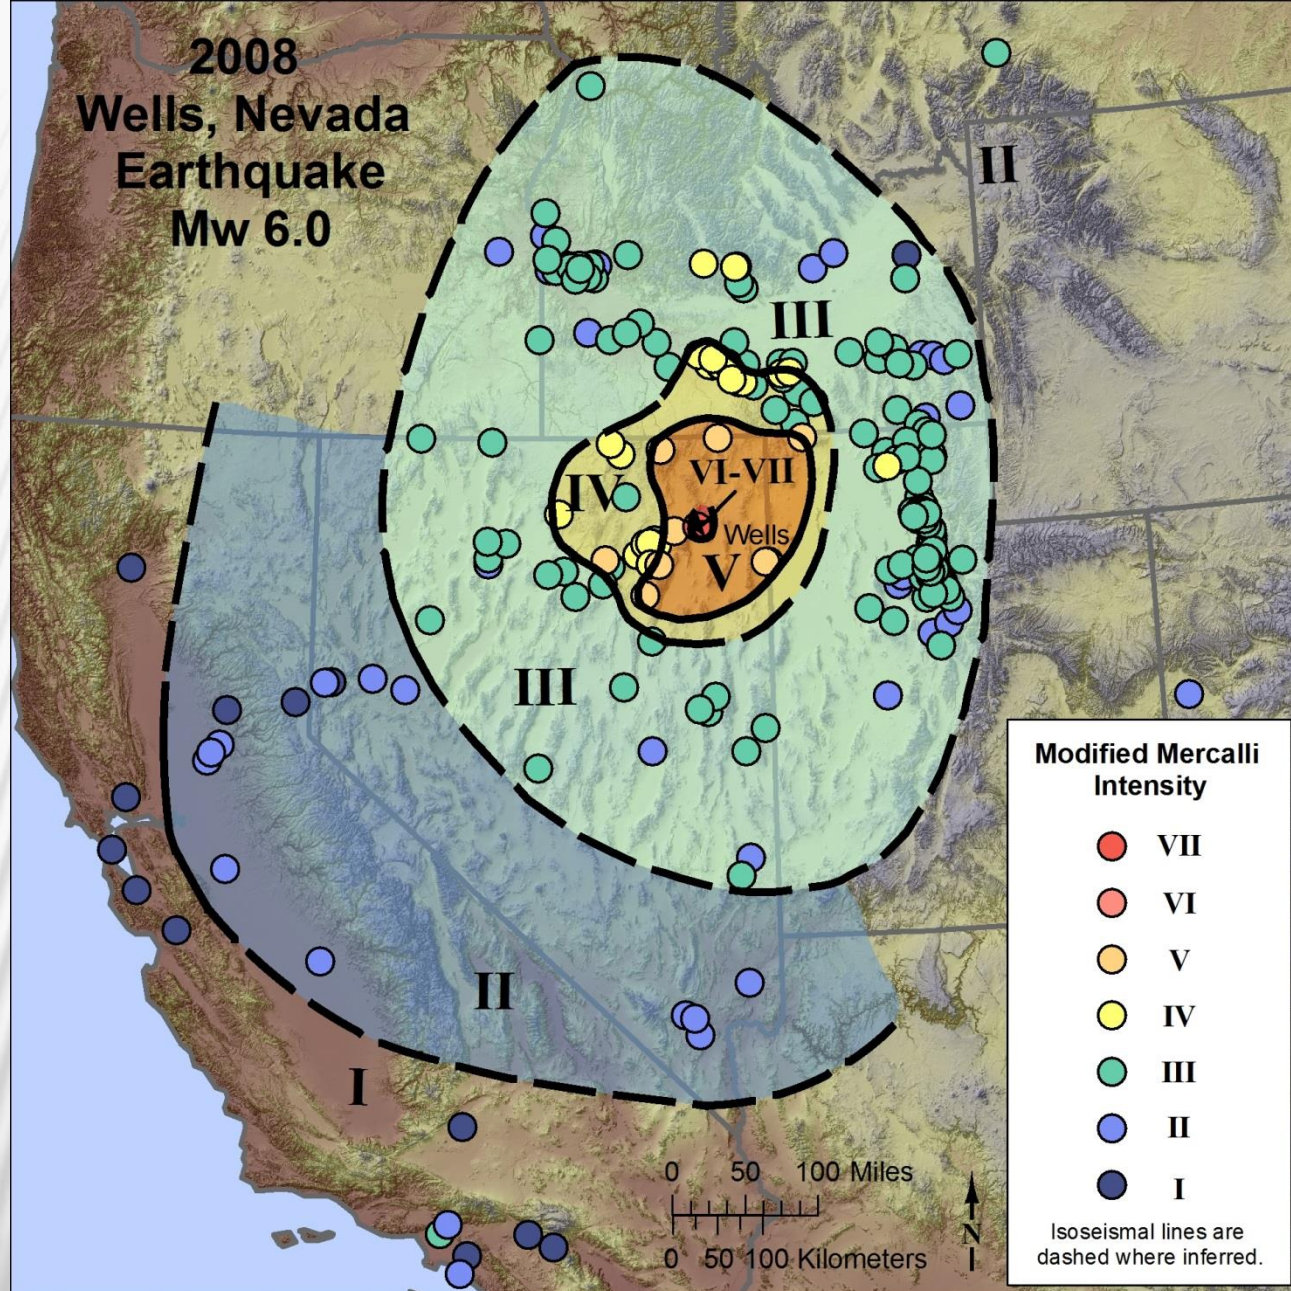 2008
Wells, Nevada
Earthquake
Mw 6.0
II
III
VI-VII
IV
Wells
V
III
II
I
Modified Mercalli
Intensity
VII
VI
V
IV
III
II
I
Isoseismal lines are
dashed where inferred.
0 50 100 Miles
0 50 100 Kilometers
N